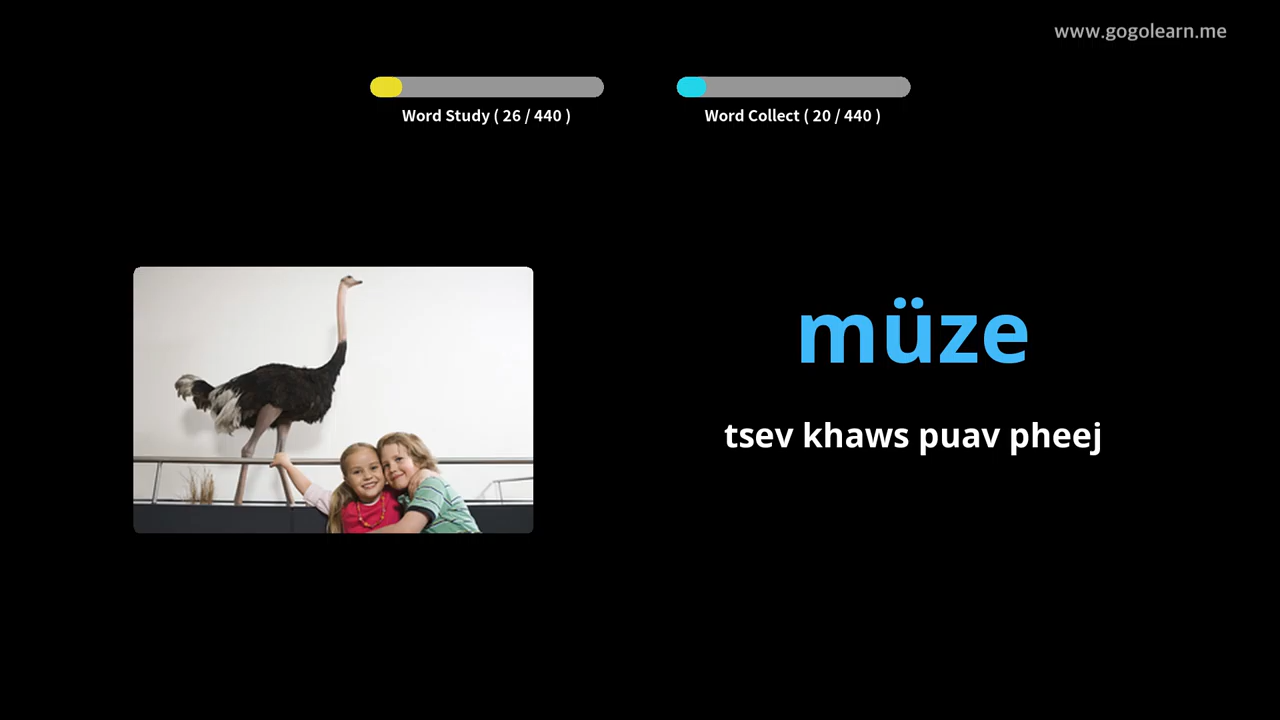 www.gogolearn.me
Word Study ( 26 / 440 )
Word Collect ( 20 / 440 )
müze
tsev khaws puav pheej